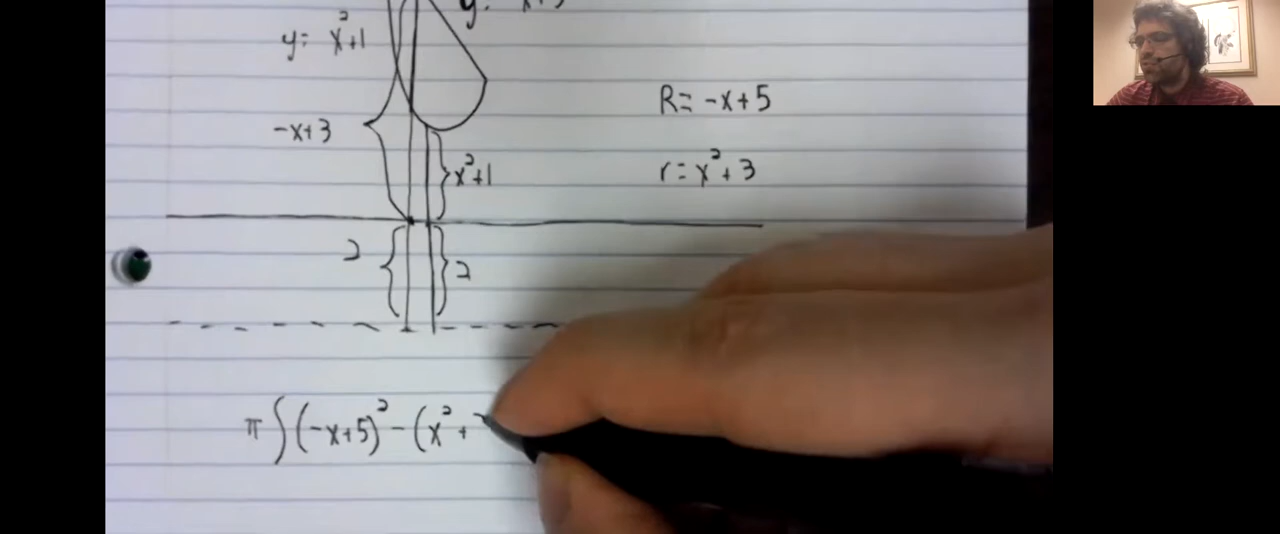 y: x²+1
-x+3
x²+1
2
2
R= -x+5
r= x²+3
π∫(-x+5)² - (x² +